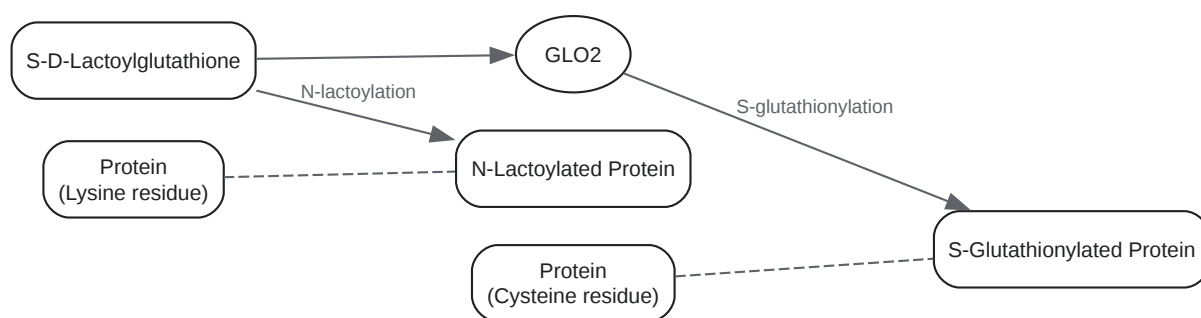 S-D-Lactoylglutathione
GLO2
N-lactoylation
S-glutathionylation
Protein
(Lysine residue)
N-Lactoylated Protein
S-Glutathionylated Protein
Protein
(Cysteine residue)